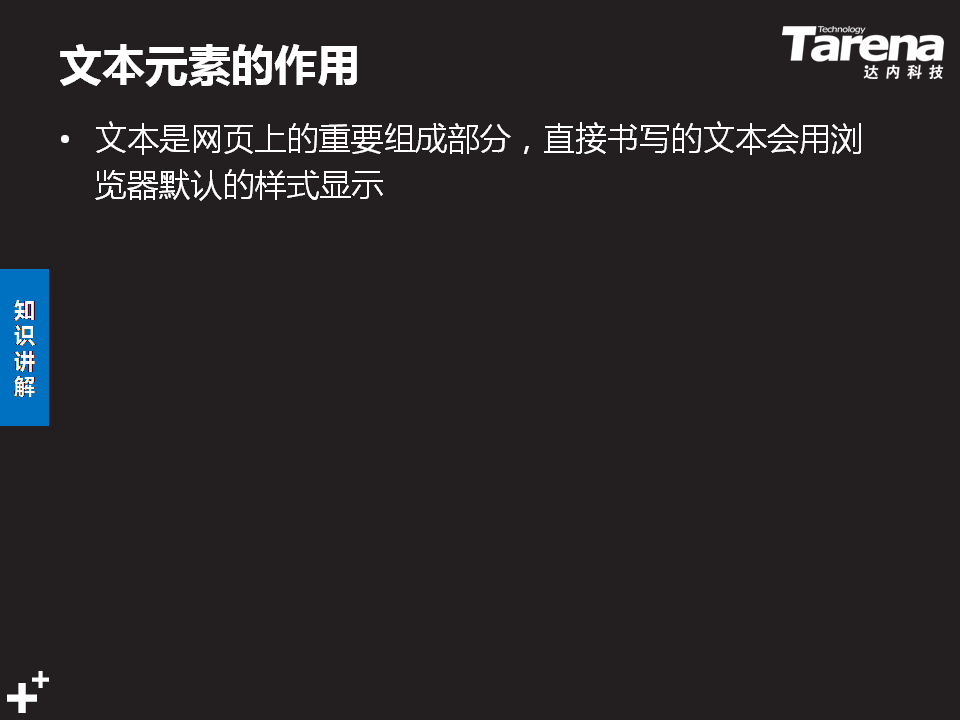 文本元素的作用
Technology
Tarena
达内科技
• 文本是网页上的重要组成部分，直接书写的文本会用浏
览器默认的样式显示
知
识
讲
解